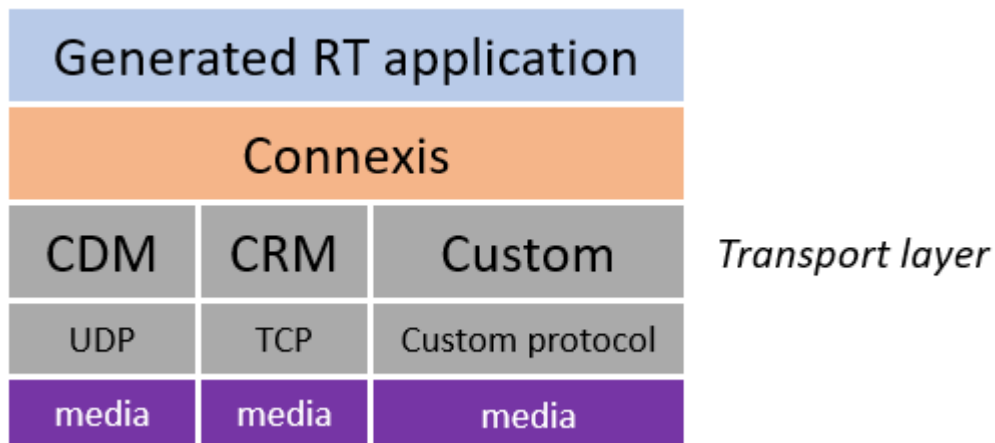 Generated RT application
Connexis
CDM CRM Custom Transport layer
UDP TCP Custom protocol
media media media